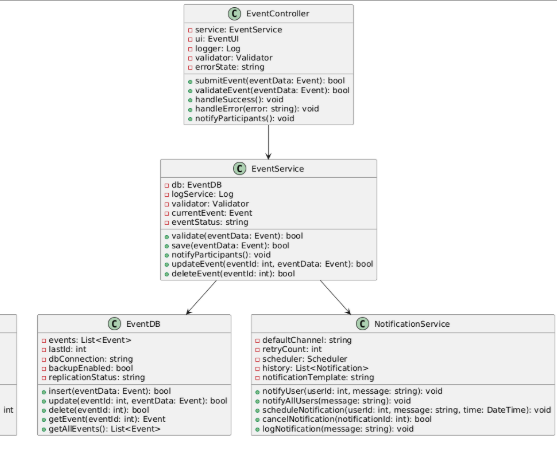 C EventController
service: EventService
ui: EventUI
logger: Log
validator: Validator
errorState: string
submitEvent(eventData: Event): bool
validateEvent(eventData: Event): bool
handleSuccess(): void
handleError(error: string): void
notifyParticipants(): void
C EventService
db: EventDB
logService: Log
validator: Validator
currentEvent: Event
eventStatus: string
validate(eventData: Event): bool
save(eventData: Event): bool
notifyParticipants(): void
updateEvent(eventId: int, eventData: Event): bool
deleteEvent(eventId: int): bool
int
C EventDB
events: List<Event>
lastId: int
dbConnection: string
backupEnabled: bool
replicationStatus: string
insert(eventData: Event): bool
update(eventId: int, eventData: Event): bool
delete(eventId: int): bool
getEvent(eventId: int): Event
getAllEvents(): List<Event>
C NotificationService
defaultChannel: string
retryCount: int
scheduler: Scheduler
history: List<Notification>
notificationTemplate: string
notifyUser(userId: int, message: string): void
notifyAllUsers(message: string): void
scheduleNotification(userId: int, message: string, time: DateTime): void
cancelNotification(notificationId: int): bool
logNotification(message: string): void